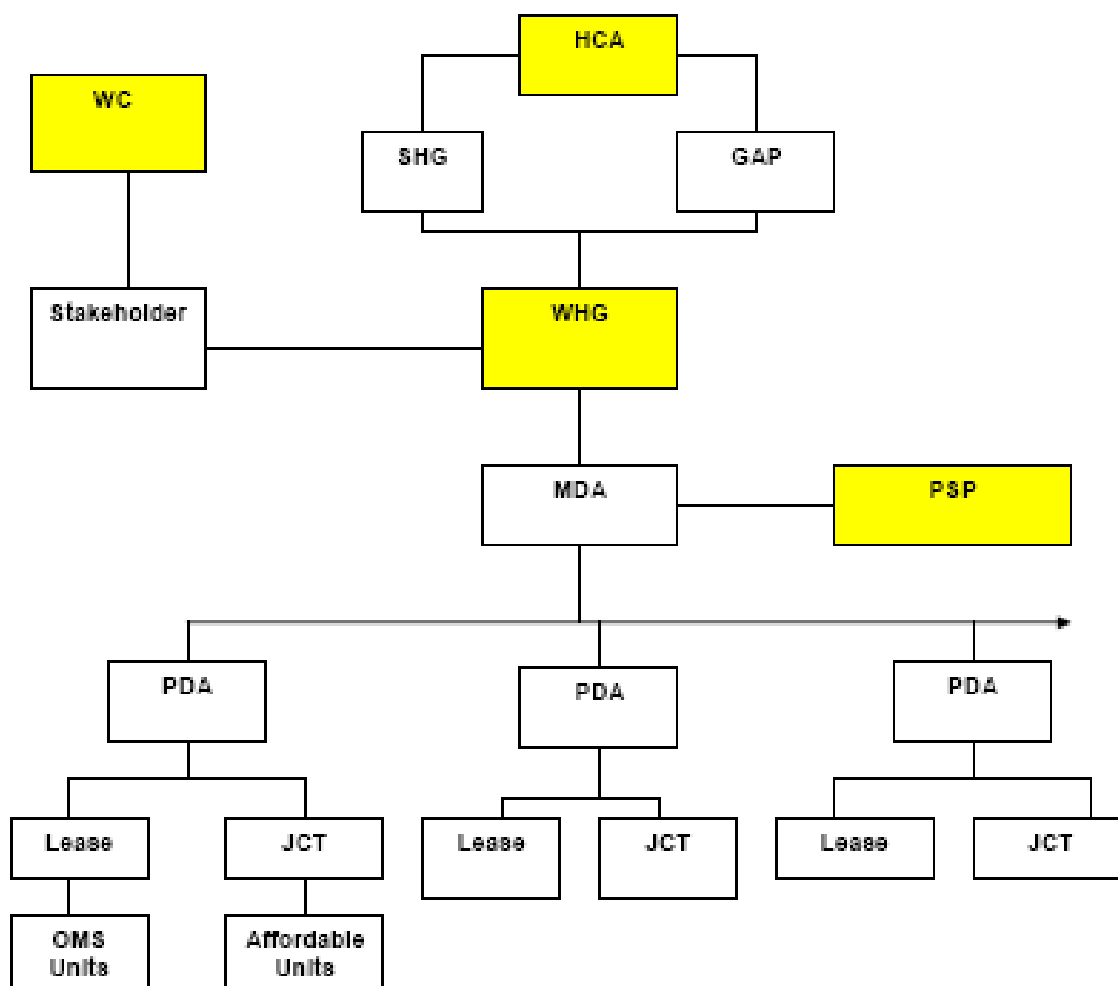 HCA
WC
SHG
GAP
Stakeholder
WHG
MDA
PSP
PDA
PDA
PDA
Lease
JCT
Lease
JCT
Lease
JCT
OMS
Units
Affordable
Units